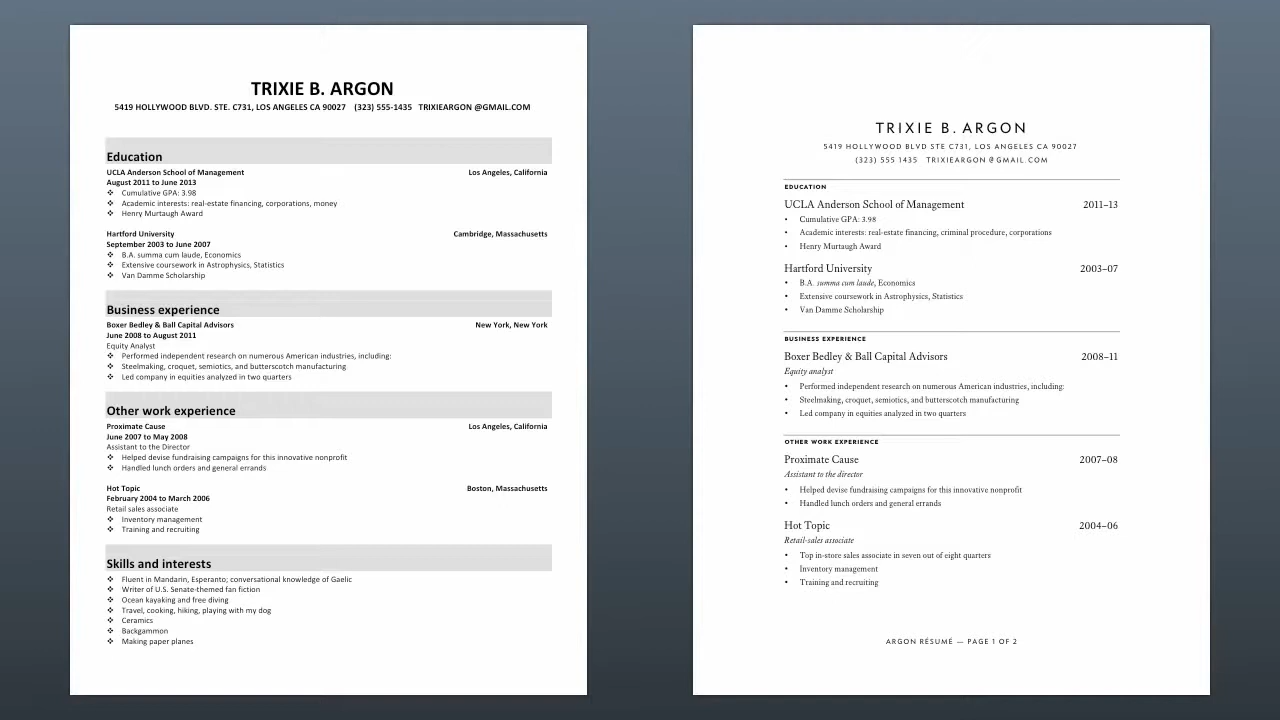 TRIXIE B. ARGON
5419 HOLLYWOOD BLVD. STE. C731, LOS ANGELES CA 90027 (323) 555-1435 TRIXIEARGON @GMAIL.COM
Education
UCLA Anderson School of Management Los Angeles, California
August 2011 to June 2013
❖ Cumulative GPA: 3.98
❖ Academic interests: real-estate financing, corporations, money
❖ Henry Murtaugh Award
Hartford University Cambridge, Massachusetts
September 2003 to June 2007
❖ B.A. summa cum laude, Economics
❖ Extensive coursework in Astrophysics, Statistics
❖ Van Damme Scholarship
Business experience
Boxer Bedley & Ball Capital Advisors New York, New York
June 2008 to August 2011
Equity Analyst
❖ Performed independent research on numerous American industries, including:
❖ Steelmaking, croquet, semiotics, and butterscotch manufacturing
❖ Led company in equities analyzed in two quarters
Other work experience
Proximate Cause Los Angeles, California
June 2007 to May 2008
Assistant to the Director
❖ Helped devise fundraising campaigns for this innovative nonprofit
❖ Handled lunch orders and general errands
Hot Topic Boston, Massachusetts
February 2004 to March 2006
Retail sales associate
❖ Inventory management
❖ Training and recruiting
Skills and interests
❖ Fluent in Mandarin, Esperanto; conversational knowledge of Gaelic
❖ Writer of U.S. Senate-themed fan fiction
❖ Ocean kayaking and free diving
❖ Travel, cooking, hiking, playing with my dog
❖ Ceramics
❖ Backgammon
❖ Making paper planes
TRIXIE B. ARGON
5419 HOLLYWOOD BLVD STE C731, LOS ANGELES CA 90027
(323) 555 1435 TRIXIEARGON@GMAIL.COM
EDUCATION
UCLA Anderson School of Management 2011–13
• Cumulative GPA: 3.98
• Academic interests: real-estate financing, criminal procedure, corporations
• Henry Murtaugh Award
Hartford University 2003–07
• B.A. summa cum laude, Economics
• Extensive coursework in Astrophysics, Statistics
• Van Damme Scholarship
BUSINESS EXPERIENCE
Boxer Bedley & Ball Capital Advisors 2008–11
Equity analyst
• Performed independent research on numerous American industries, including:
• Steelmaking, croquet, semiotics, and butterscotch manufacturing
• Led company in equities analyzed in two quarters
OTHER WORK EXPERIENCE
Proximate Cause 2007–08
Assistant to the director
• Helped devise fundraising campaigns for this innovative nonprofit
• Handled lunch orders and general errands
Hot Topic 2004–06
Retail-sales associate
• Top in-store sales associate in seven out of eight quarters
• Inventory management
• Training and recruiting
ARGON RÉSUMÉ — PAGE 1 OF 2